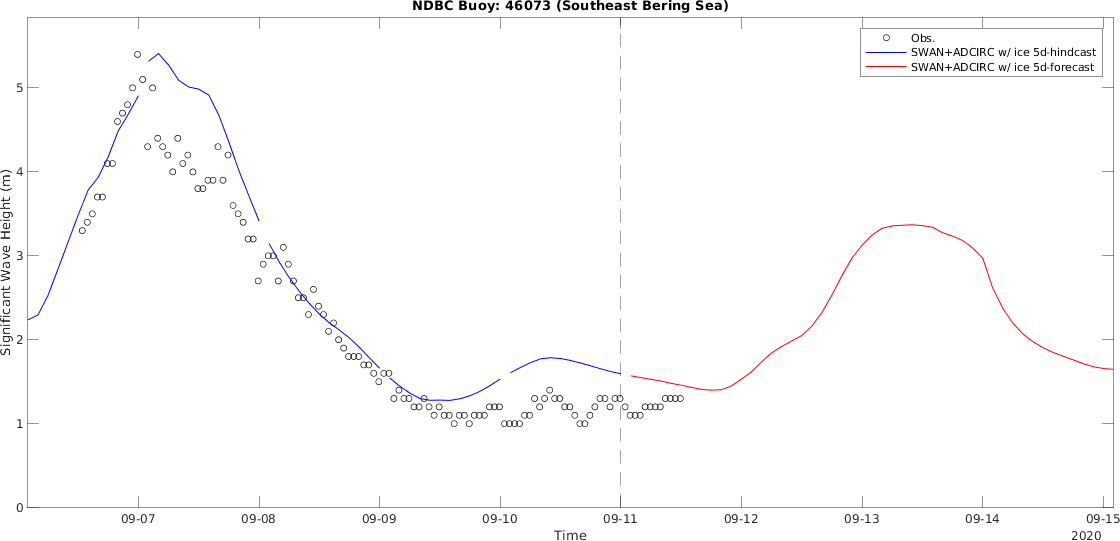 NDBC Buoy: 46073 (Southeast Bering Sea)
Obs.
SWAN+ADCIRC w/ ice 5d-hindcast
SWAN+ADCIRC w/ ice 5d-forecast
Significant Wave Height (m)
5
4
3
2
1
0
09-07 09-08 09-09 09-10 09-11 09-12 09-13 09-14 09-15
Time
2020